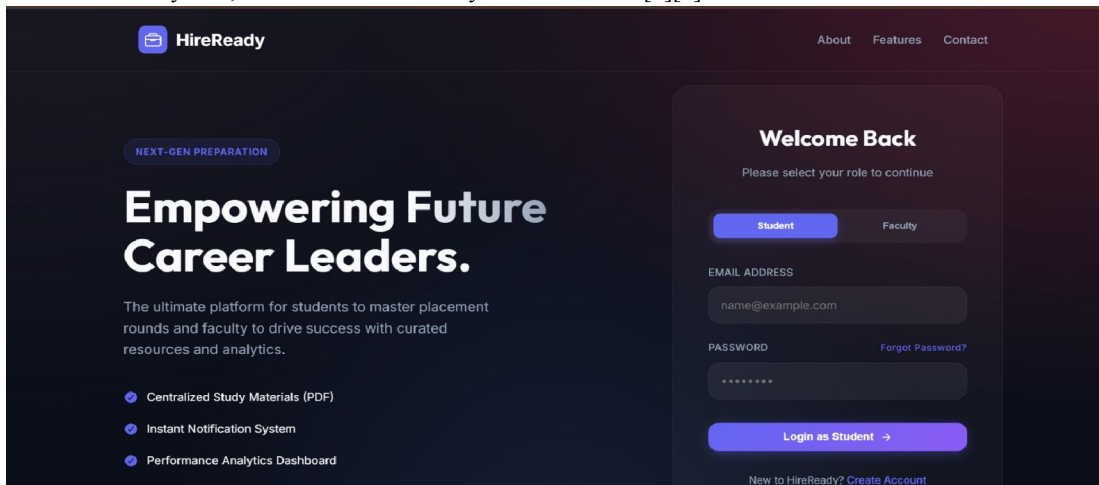 HireReady
About Features Contact
NEXT-GEN PREPARATION
Empowering Future
Career Leaders.
The ultimate platform for students to master placement
rounds and faculty to drive success with curated
resources and analytics.
Centralized Study Materials (PDF)
Instant Notification System
Performance Analytics Dashboard
Welcome Back
Please select your role to continue
Student Faculty
EMAIL ADDRESS
name@example.com
PASSWORD Forgot Password?
Login as Student →
New to HireReady? Create Account